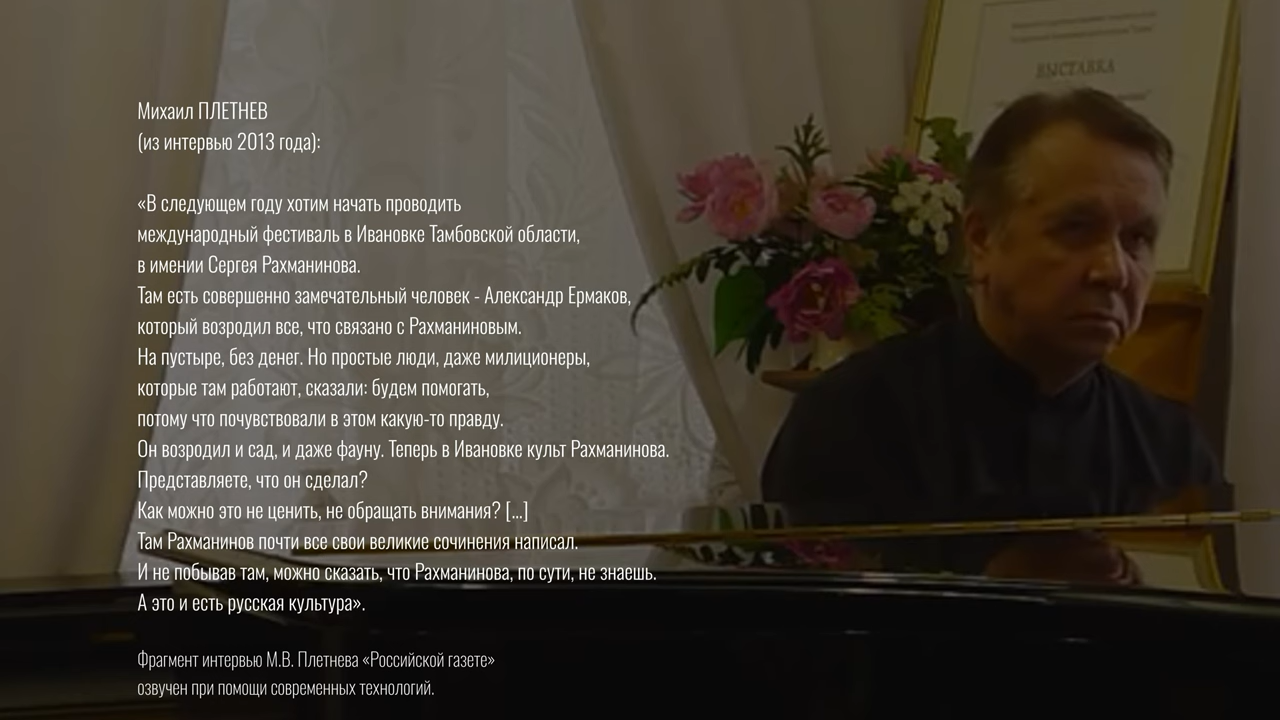 ВЫСТАВКА
Михаил ПЛЕТНЕВ
(из интервью 2013 года):
«В следующем году хотим начать проводить
международный фестиваль в Ивановке Тамбовской области,
в имении Сергея Рахманинова.
Там есть совершенно замечательный человек - Александр Ермаков,
который возродил все, что связано с Рахманиновым.
На пустыре, без денег. Но простые люди, даже милиционеры,
которые там работают, сказали: будем помогать,
потому что почувствовали в этом какую-то правду.
Он возродил и сад, и даже фауну. Теперь в Ивановке культ Рахманинова.
Представляете, что он сделал?
Как можно это не ценить, не обращать внимания? [...]
Там Рахманинов почти все свои великие сочинения написал.
И не побывав там, можно сказать, что Рахманинова, по сути, не знаешь.
А это и есть русская культура».
Фрагмент интервью М.В. Плетнева «Российской газете»
озвучен при помощи современных технологий.